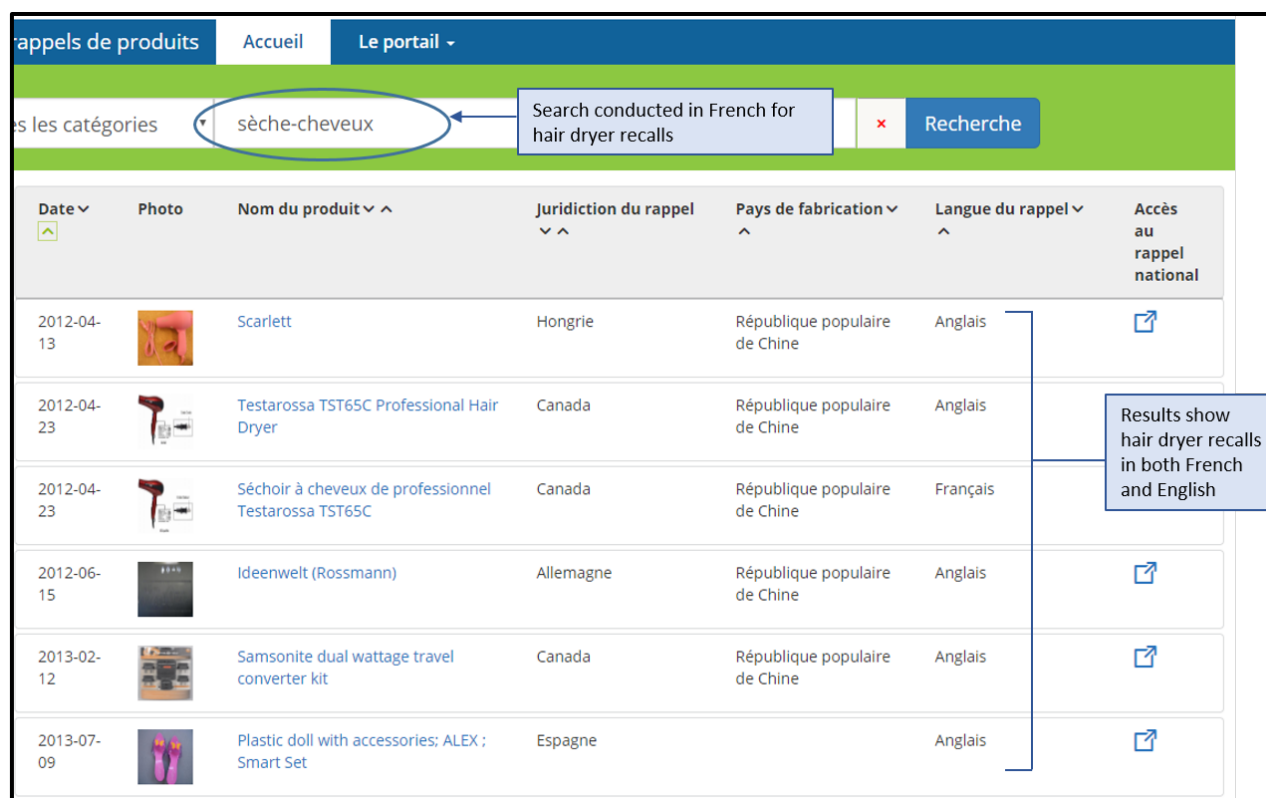 rappels de produits Accueil Le portail
es les catégories sèche-cheveux × Recherche
Search conducted in French for
hair dryer recalls
Date Photo Nom du produit Juridiction du rappel Pays de fabrication Langue du rappel Accès
au
rappel
national
2012-04- Scarlett Hongrie République populaire Anglais
13 de Chine
2012-04- Testarossa TST65C Professional Hair Canada République populaire Anglais
23 Dryer de Chine
2012-04- Séchoir à cheveux de professionnel Canada République populaire Français
23 Testarossa TST65C de Chine
2012-06- Ideenwelt (Rossmann) Allemagne République populaire Anglais
15 de Chine
2013-02- Samsonite dual wattage travel Canada République populaire Anglais
12 converter kit de Chine
2013-07- Plastic doll with accessories; ALEX ; Espagne Anglais
09 Smart Set
Results show
hair dryer recalls
in both French
and English